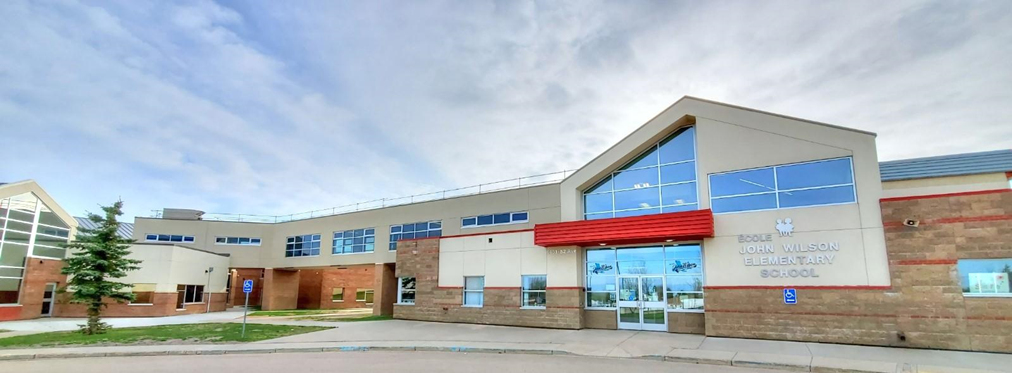 ÉCOLE
JOHN WILSON
ELEMENTARY
SCHOOL